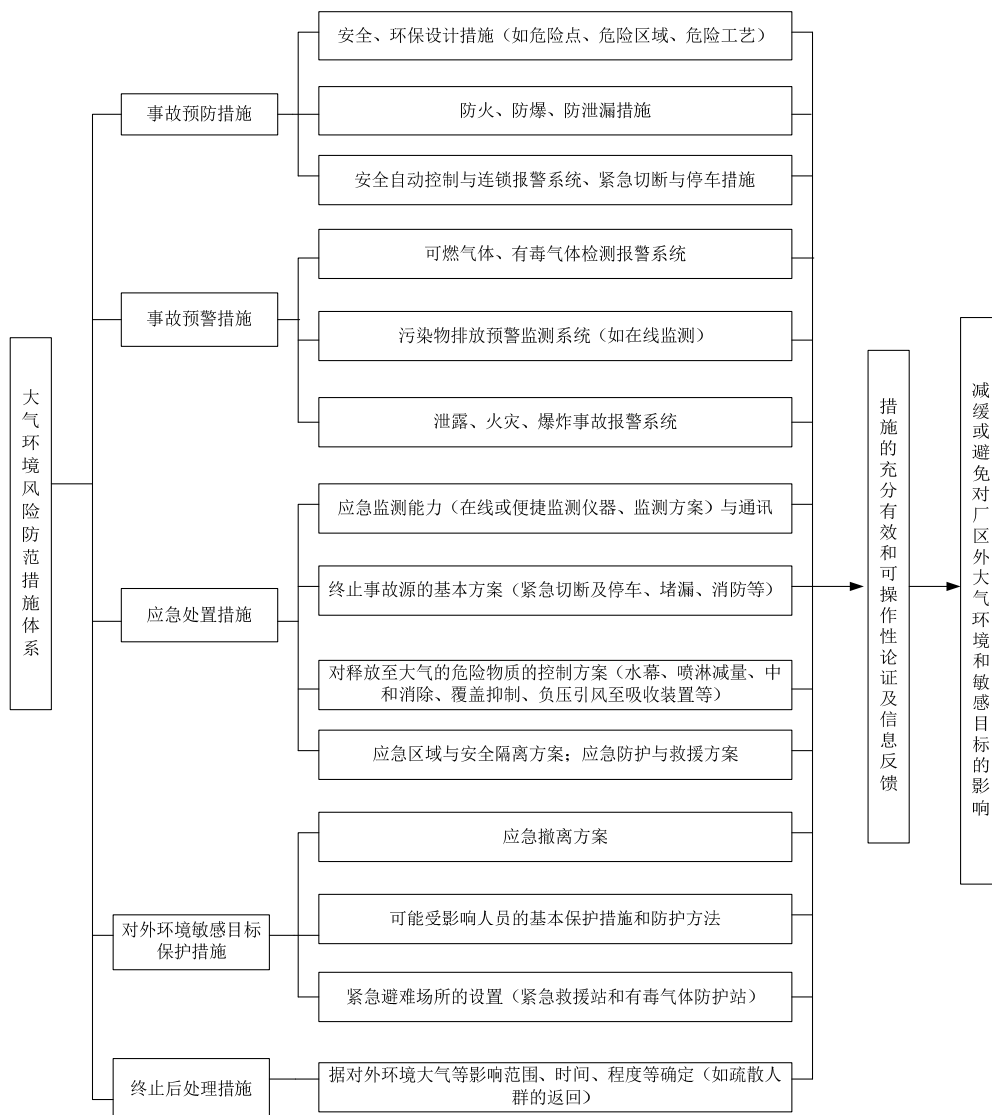 大气环境风险防范措施体系
事故预防措施
安全、环保设计措施（如危险点、危险区域、危险工艺）
防火、防爆、防泄漏措施
安全自动控制与连锁报警系统、紧急切断与停车措施
事故预警措施
可燃气体、有毒气体检测报警系统
污染物排放预警监测系统（如在线监测）
泄露、火灾、爆炸事故报警系统
应急处置措施
应急监测能力（在线或便捷监测仪器、监测方案）与通讯
终止事故源的基本方案（紧急切断及停车、堵漏、消防等）
对释放至大气的危险物质的控制方案（水幕、喷淋减量、中
和消除、覆盖抑制、负压引风至吸收装置等）
应急区域与安全隔离方案；应急防护与救援方案
对外环境敏感目标
保护措施
应急撤离方案
可能受影响人员的基本保护措施和防护方法
紧急避难场所的设置（紧急救援站和有毒气体防护站）
终止后处理措施
据对外环境大气等影响范围、时间、程度等确定（如疏散人
群的返回）
措施的充分有效和可操作性论证及信息反馈
减缓或避免对厂区外大气环境和敏感目标的影响